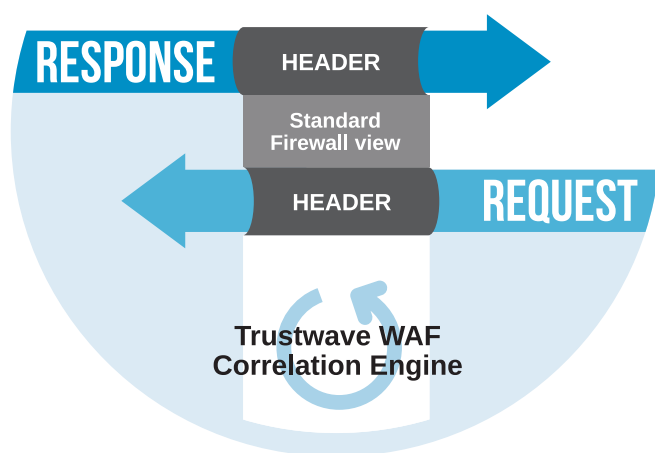 RESPONSE
HEADER
Standard
Firewall view
HEADER
REQUEST
Trustwave WAF
Correlation Engine